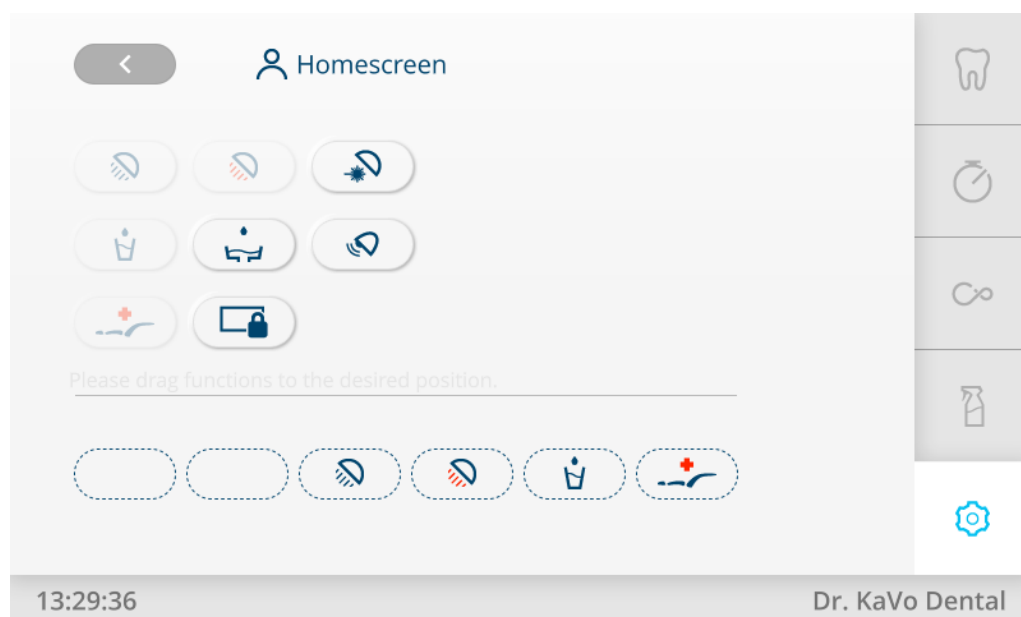 Homescreen
Please drag functions to the desired position.
13:29:36
Dr. KaVo Dental